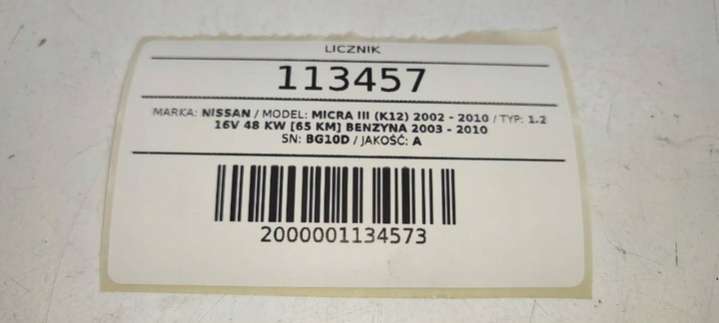 LICZNIK
113457
MARKA: NISSAN / MODEL: MICRA III (K12) 2002 - 2010 / TYP: 1.2
16V 48 KW [65 KM] BENZYNA 2003 - 2010
SN: BG10D / JAKOŚĆ: A
2000001134573